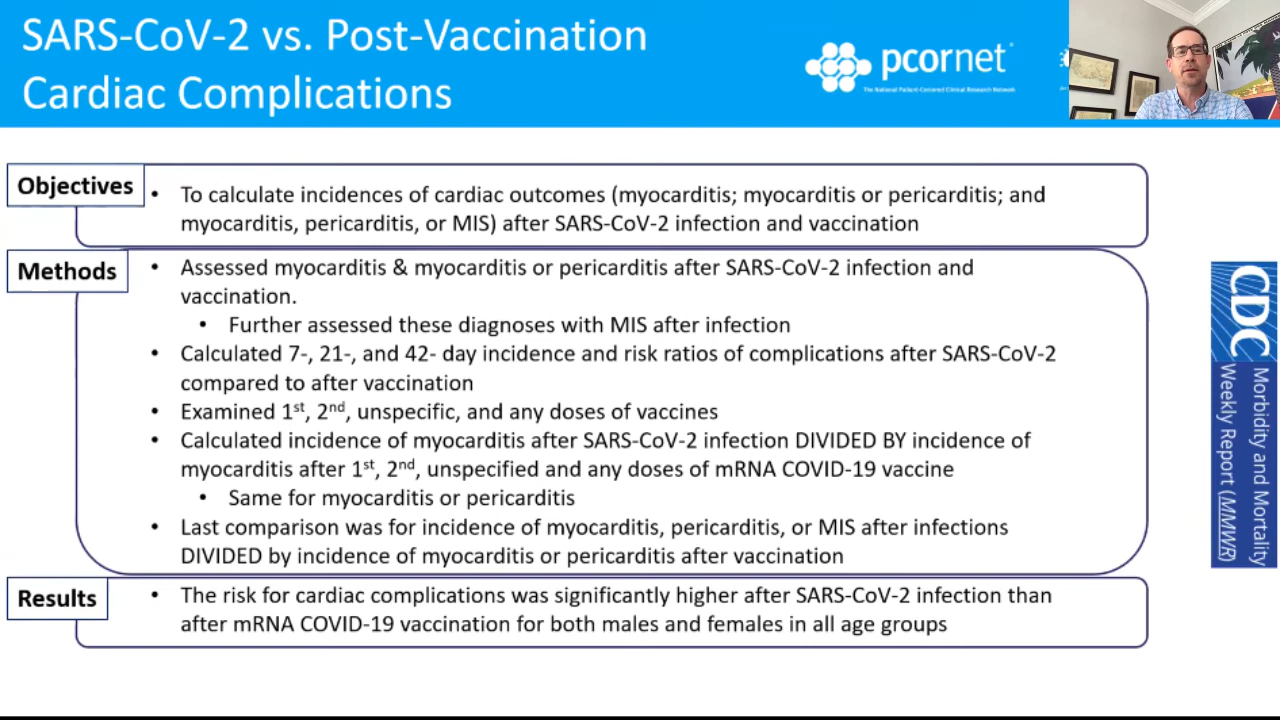 SARS-CoV-2 vs. Post-Vaccination
Cardiac Complications
pcornet
The National Patient-Centered Clinical Research Network
Objectives
• To calculate incidences of cardiac outcomes (myocarditis; myocarditis or pericarditis; and
myocarditis, pericarditis, or MIS) after SARS-CoV-2 infection and vaccination
Methods
• Assessed myocarditis & myocarditis or pericarditis after SARS-CoV-2 infection and
vaccination.
• Further assessed these diagnoses with MIS after infection
• Calculated 7-, 21-, and 42- day incidence and risk ratios of complications after SARS-CoV-2
compared to after vaccination
• Examined 1st, 2nd, unspecific, and any doses of vaccines
• Calculated incidence of myocarditis after SARS-CoV-2 infection DIVIDED BY incidence of
myocarditis after 1st, 2nd, unspecified and any doses of mRNA COVID-19 vaccine
• Same for myocarditis or pericarditis
• Last comparison was for incidence of myocarditis, pericarditis, or MIS after infections
DIVIDED by incidence of myocarditis or pericarditis after vaccination
Results
• The risk for cardiac complications was significantly higher after SARS-CoV-2 infection than
after mRNA COVID-19 vaccination for both males and females in all age groups
CDC
Morbidity and Mortality
Weekly Report (MMWR)